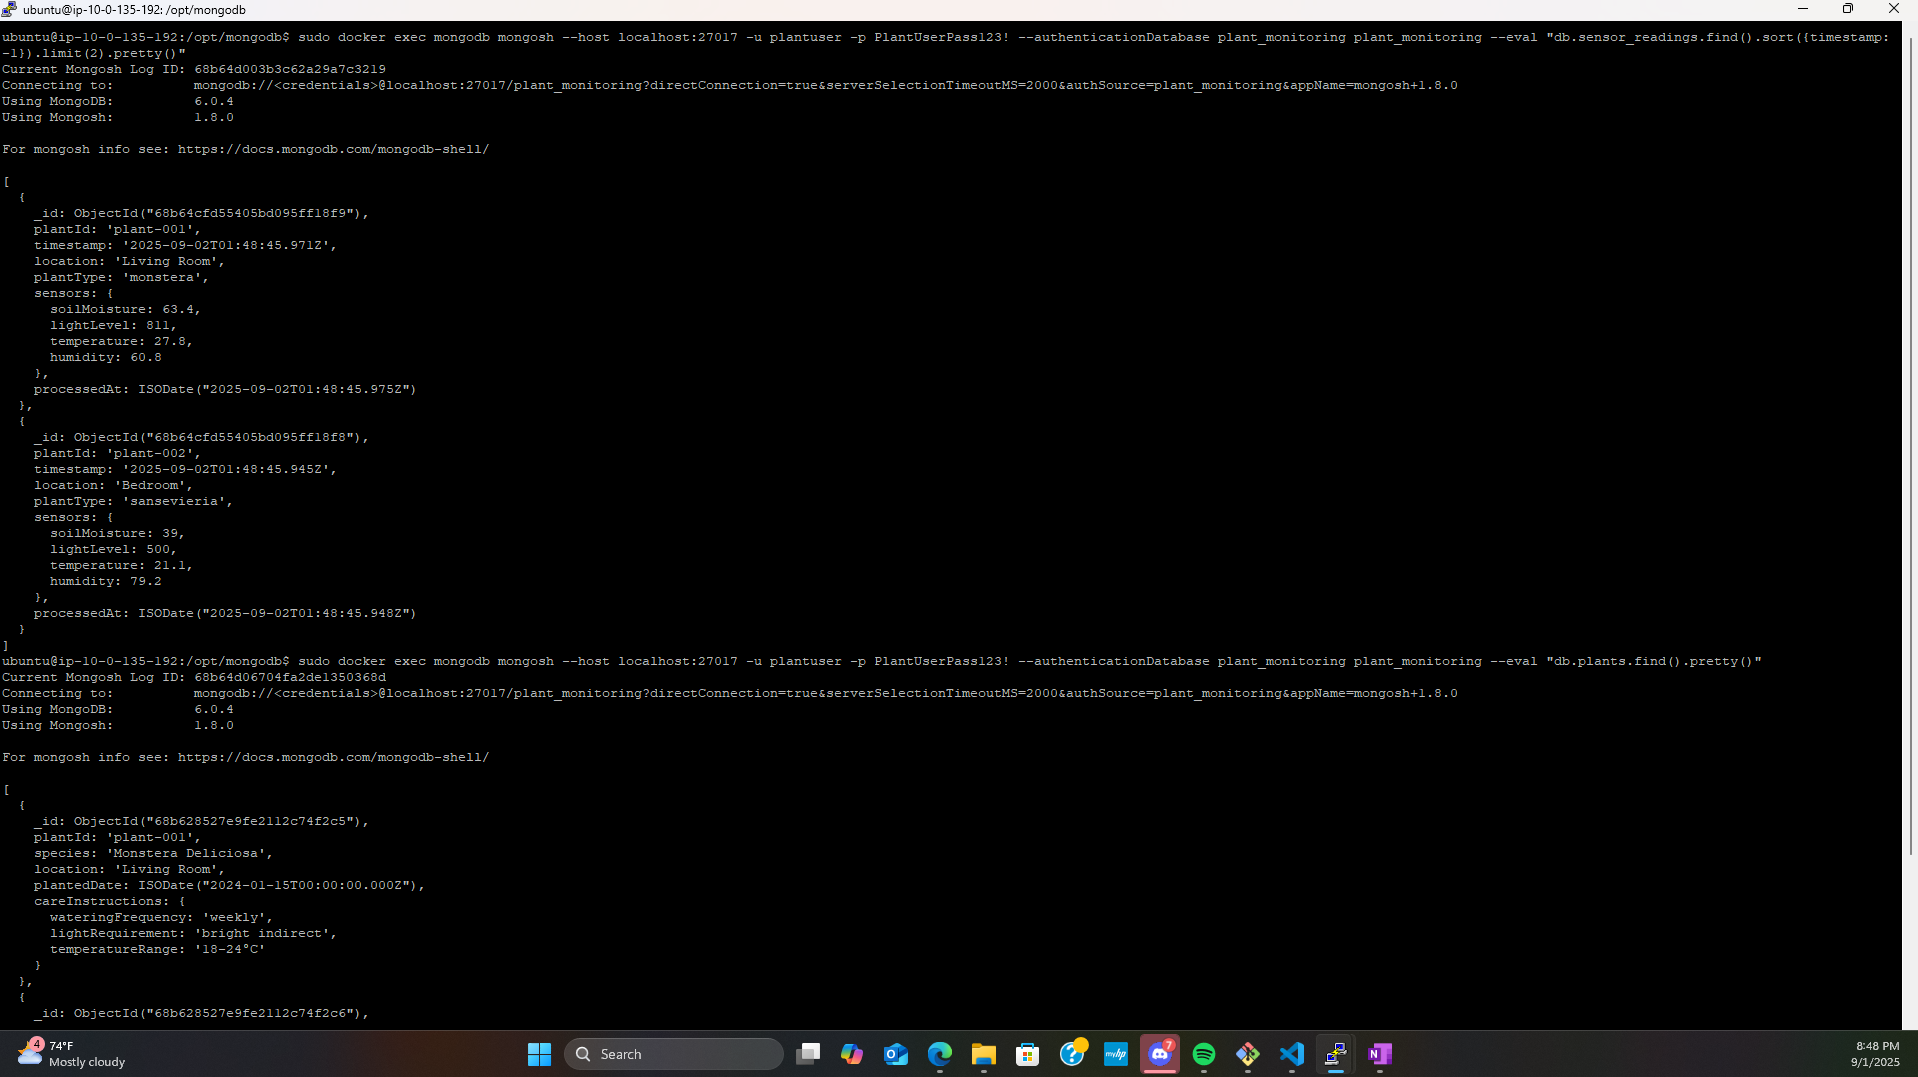 ubuntu@ip-10-0-135-192: /opt/mongodb
ubuntu@ip-10-0-135-192:/opt/mongodb$ sudo docker exec mongodb mongosh --host localhost:27017 -u plantuser -p PlantUserPass123! --authenticationDatabase plant_monitoring plant_monitoring --eval "db.sensor_readings.find().sort({timestamp:
-1}).limit(2).pretty()"
Current Mongosh Log ID: 68b64d003b3c62a29a7c3219
Connecting to:          mongodb://<credentials>@localhost:27017/plant_monitoring?directConnection=true&serverSelectionTimeoutMS=2000&authSource=plant_monitoring&appName=mongosh+1.8.0
Using MongoDB:          6.0.4
Using Mongosh:          1.8.0
For mongosh info see: https://docs.mongodb.com/mongodb-shell/
[
  {
    _id: ObjectId("68b64cfd55405bd095ff18f9"),
    plantId: 'plant-001',
    timestamp: '2025-09-02T01:48:45.971Z',
    location: 'Living Room',
    plantType: 'monstera',
    sensors: {
      soilMoisture: 63.4,
      lightLevel: 811,
      temperature: 27.8,
      humidity: 60.8
    },
    processedAt: ISODate("2025-09-02T01:48:45.975Z")
  },
  {
    _id: ObjectId("68b64cfd55405bd095ff18f8"),
    plantId: 'plant-002',
    timestamp: '2025-09-02T01:48:45.945Z',
    location: 'Bedroom',
    plantType: 'sansevieria',
    sensors: {
      soilMoisture: 39,
      lightLevel: 500,
      temperature: 21.1,
      humidity: 79.2
    },
    processedAt: ISODate("2025-09-02T01:48:45.948Z")
  }
]
ubuntu@ip-10-0-135-192:/opt/mongodb$ sudo docker exec mongodb mongosh --host localhost:27017 -u plantuser -p PlantUserPass123! --authenticationDatabase plant_monitoring plant_monitoring --eval "db.plants.find().pretty()"
Current Mongosh Log ID: 68b64d06704fa2de1350368d
Connecting to:          mongodb://<credentials>@localhost:27017/plant_monitoring?directConnection=true&serverSelectionTimeoutMS=2000&authSource=plant_monitoring&appName=mongosh+1.8.0
Using MongoDB:          6.0.4
Using Mongosh:          1.8.0
For mongosh info see: https://docs.mongodb.com/mongodb-shell/
[
  {
    _id: ObjectId("68b628527e9fe2112c74f2c5"),
    plantId: 'plant-001',
    species: 'Monstera Deliciosa',
    location: 'Living Room',
    plantedDate: ISODate("2024-01-15T00:00:00.000Z"),
    careInstructions: {
      wateringFrequency: 'weekly',
      lightRequirement: 'bright indirect',
      temperatureRange: '18-24°C'
    }
  },
  {
    _id: ObjectId("68b628527e9fe2112c74f2c6"),
4
74°F
Mostly cloudy
Search
myhp
7
8:48 PM
9/1/2025